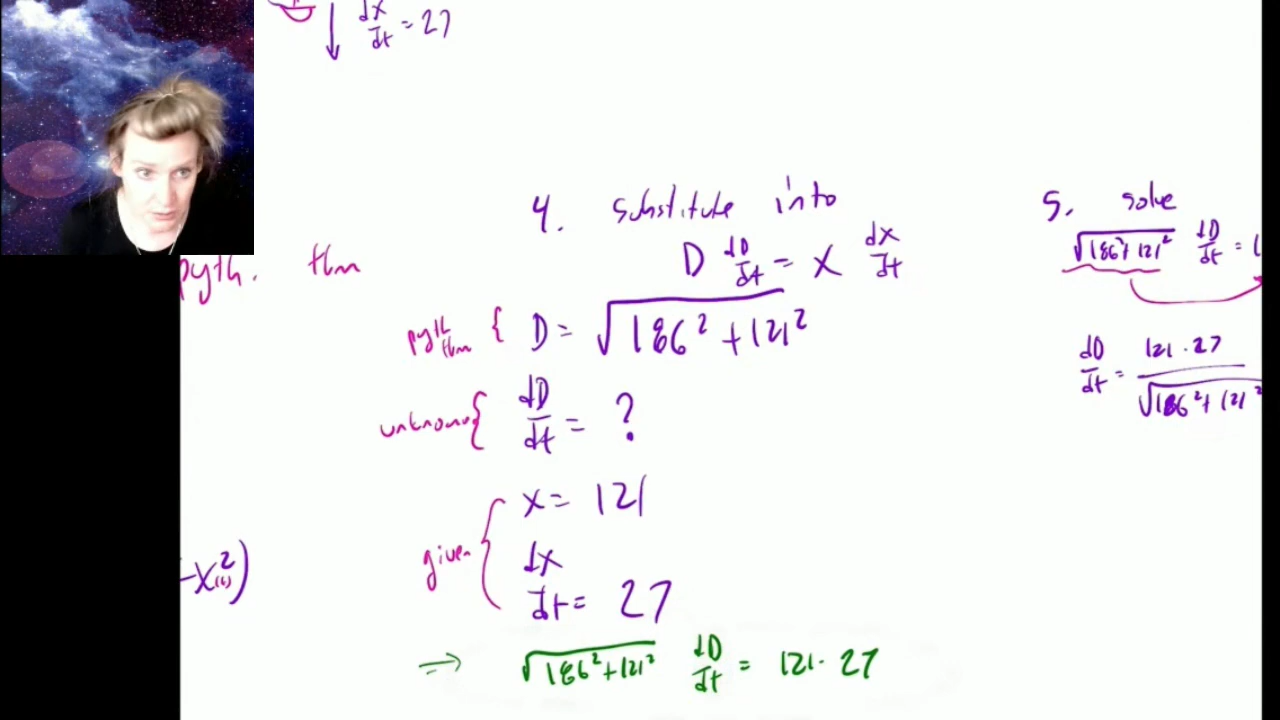 dx/dt = 27
pyth. thm
4. substitute into
D dD/dt = x dx/dt
pyth thm { D = √186² + 121²
unknown { dD/dt = ?
given { x = 121
dx/dt = 27
-x²(t))
⇒ √186² + 121² dD/dt = 121 · 27
5. solve
√186² + 121² dD/dt = 1
dD/dt = 121 · 27 / √186² + 121²